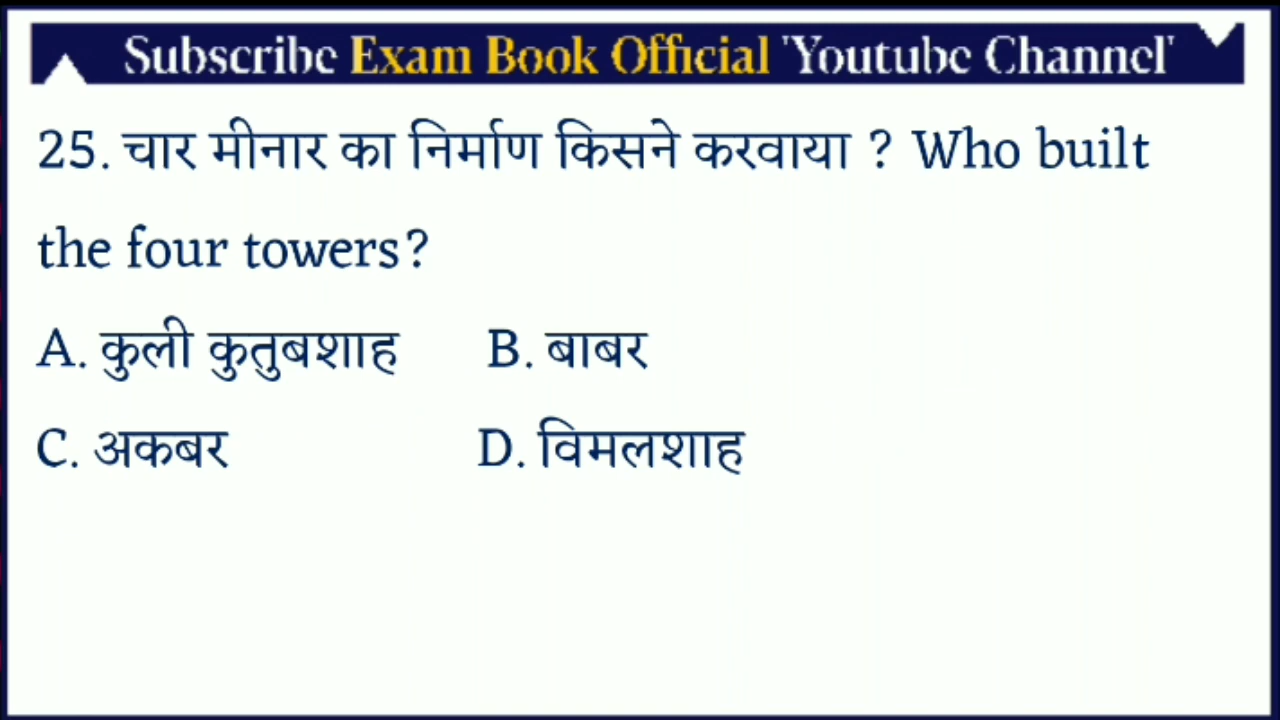 Subscribe Exam Book Official 'Youtube Channel'
25. चार मीनार का निर्माण किसने करवाया ? Who built
the four towers?
A. कुली कुतुबशाह B. बाबर
C. अकबर D. विमलशाह